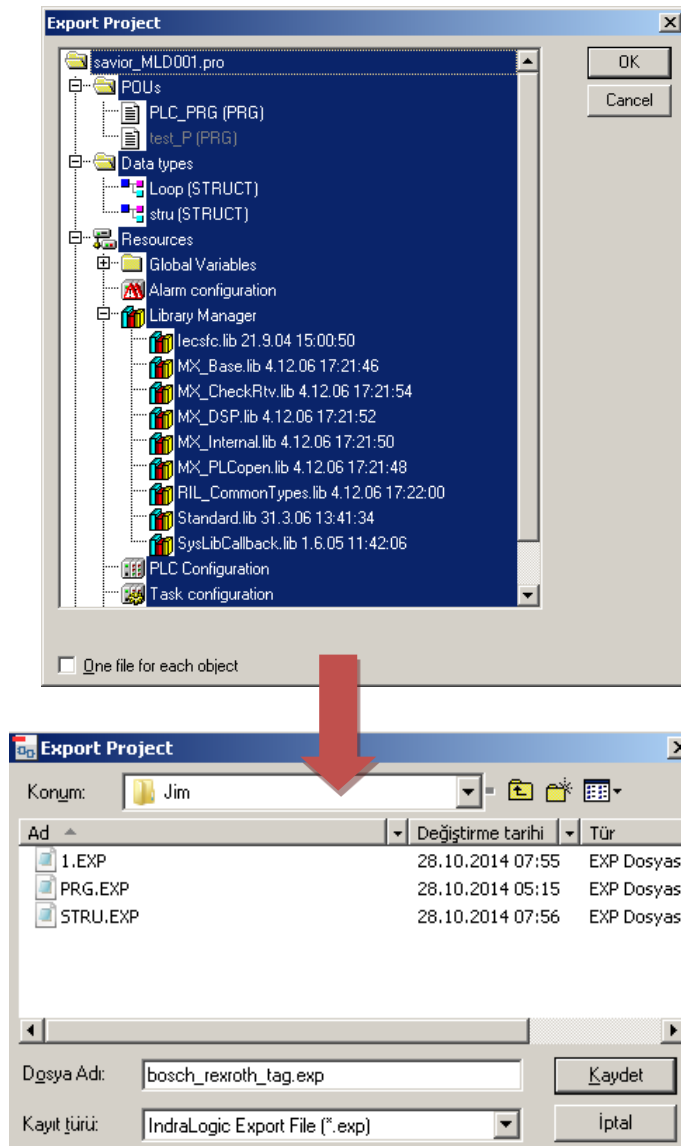 Export Project
savior_MLD001.pro
POUs
PLC_PRG (PRG)
test_P (PRG)
Data types
Loop (STRUCT)
stru (STRUCT)
Resources
Global Variables
Alarm configuration
Library Manager
Iecsfc.lib 21.9.04 15:00:50
MX_Base.lib 4.12.06 17:21:46
MX_CheckRtv.lib 4.12.06 17:21:54
MX_DSP.lib 4.12.06 17:21:52
MX_Internal.lib 4.12.06 17:21:50
MX_PLCopen.lib 4.12.06 17:21:48
RIL_CommonTypes.lib 4.12.06 17:22:00
Standard.lib 31.3.06 13:41:34
SysLibCallback.lib 1.6.05 11:42:06
PLC Configuration
Task configuration
OK
Cancel
One file for each object
Export Project
Konum: Jim
Ad Değiştirme tarihi Tür
1.EXP 28.10.2014 07:55 EXP Dosyas
PRG.EXP 28.10.2014 05:15 EXP Dosyas
STRU.EXP 28.10.2014 07:56 EXP Dosyas
Dosya Adı: bosch_rexroth_tag.exp Kaydet
Kayıt türü: IndraLogic Export File (*.exp) İptal